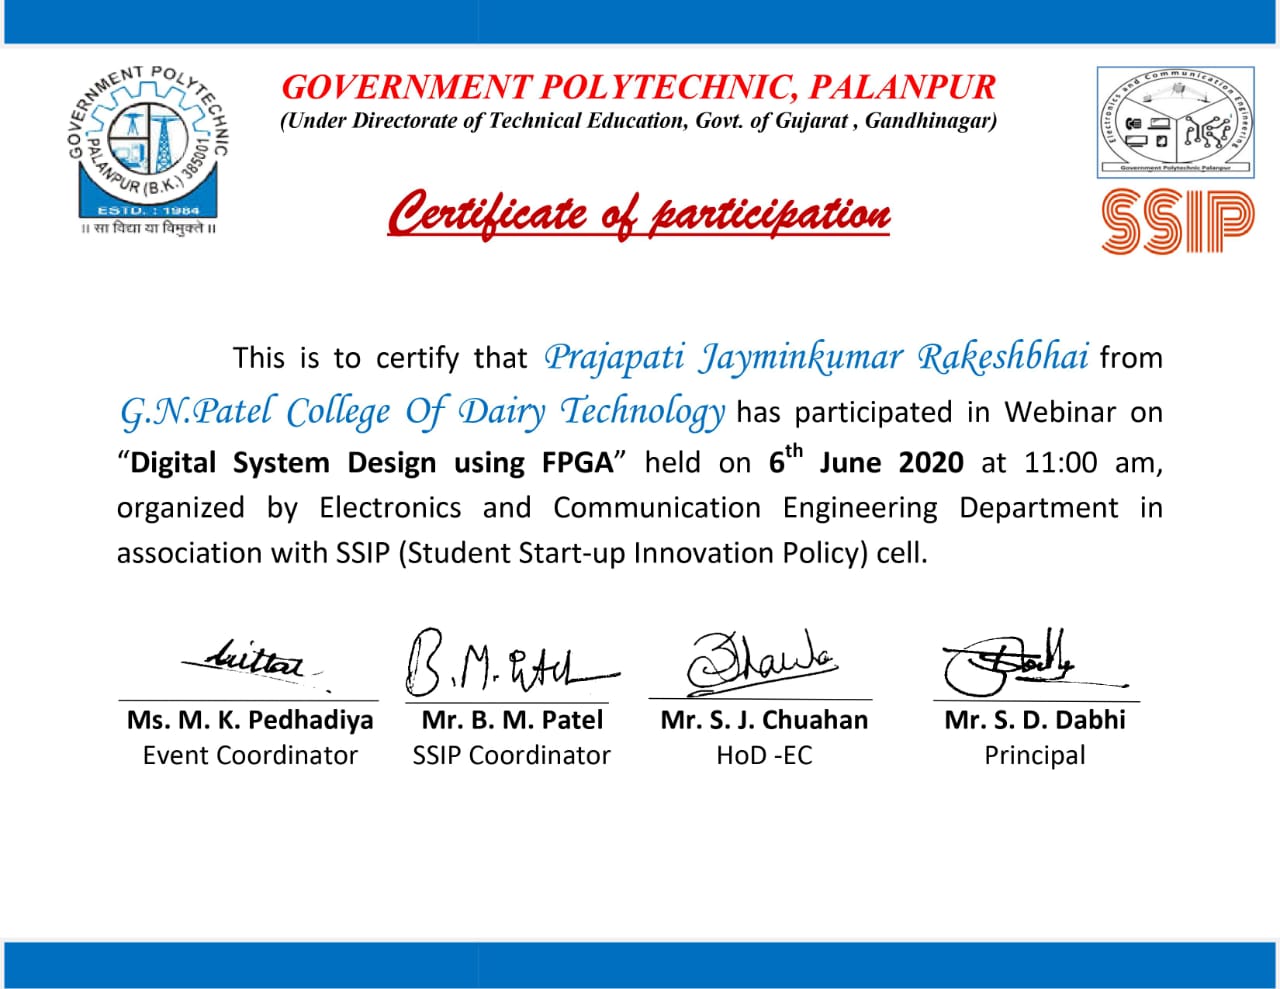 GOVERNMENT POLYTECHNIC
PALANPUR (B.K.) 385001
ESTD. : 1984
॥ सा विद्या या विमुक्ते ॥
GOVERNMENT POLYTECHNIC, PALANPUR
(Under Directorate of Technical Education, Govt. of Gujarat , Gandhinagar)
Electronics and Communication Engineering
Government Polytechnic Palanpur
SSIP
Certificate of participation
This is to certify that Prajapati Jayminkumar Rakeshbhai from
G.N.Patel College Of Dairy Technology has participated in Webinar on
“Digital System Design using FPGA” held on 6th June 2020 at 11:00 am,
organized by Electronics and Communication Engineering Department in
association with SSIP (Student Start-up Innovation Policy) cell.
B.M. Patel
Ms. M. K. Pedhadiya Mr. B. M. Patel Mr. S. J. Chuahan Mr. S. D. Dabhi
Event Coordinator SSIP Coordinator HoD -EC Principal